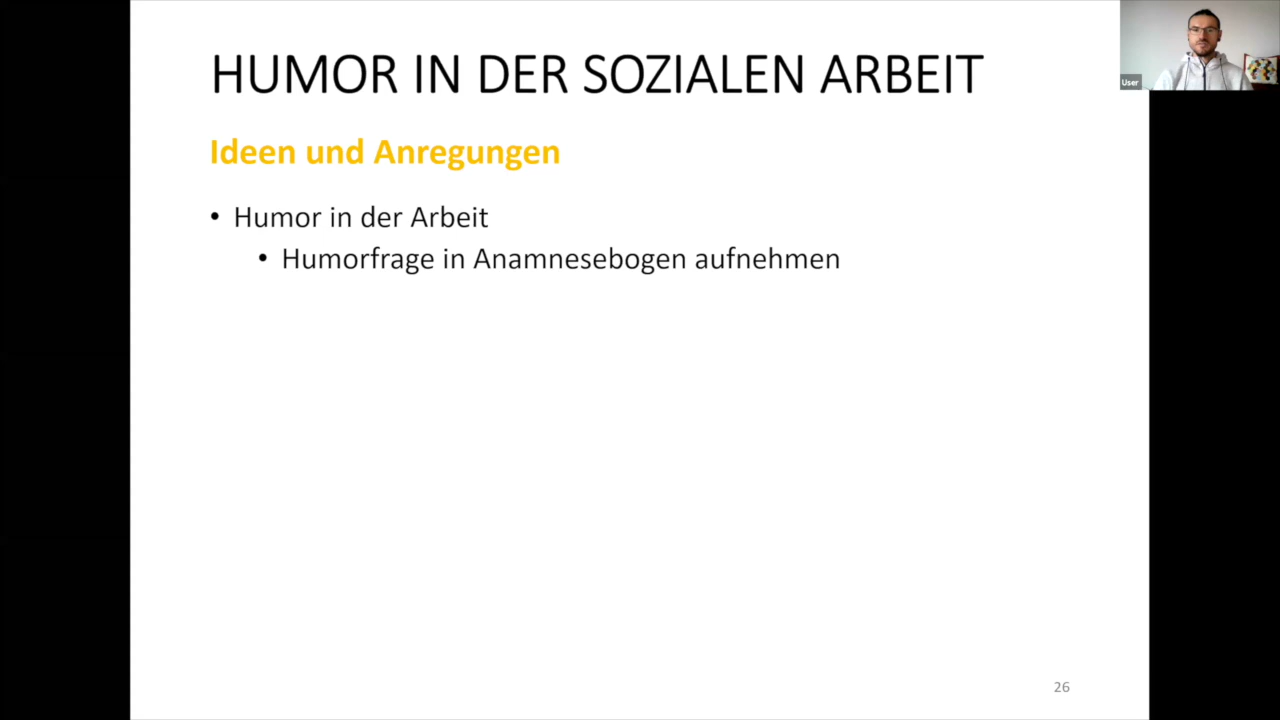 HUMOR IN DER SOZIALEN ARBEIT
User
Ideen und Anregungen
• Humor in der Arbeit
• Humorfrage in Anamnesebogen aufnehmen
26